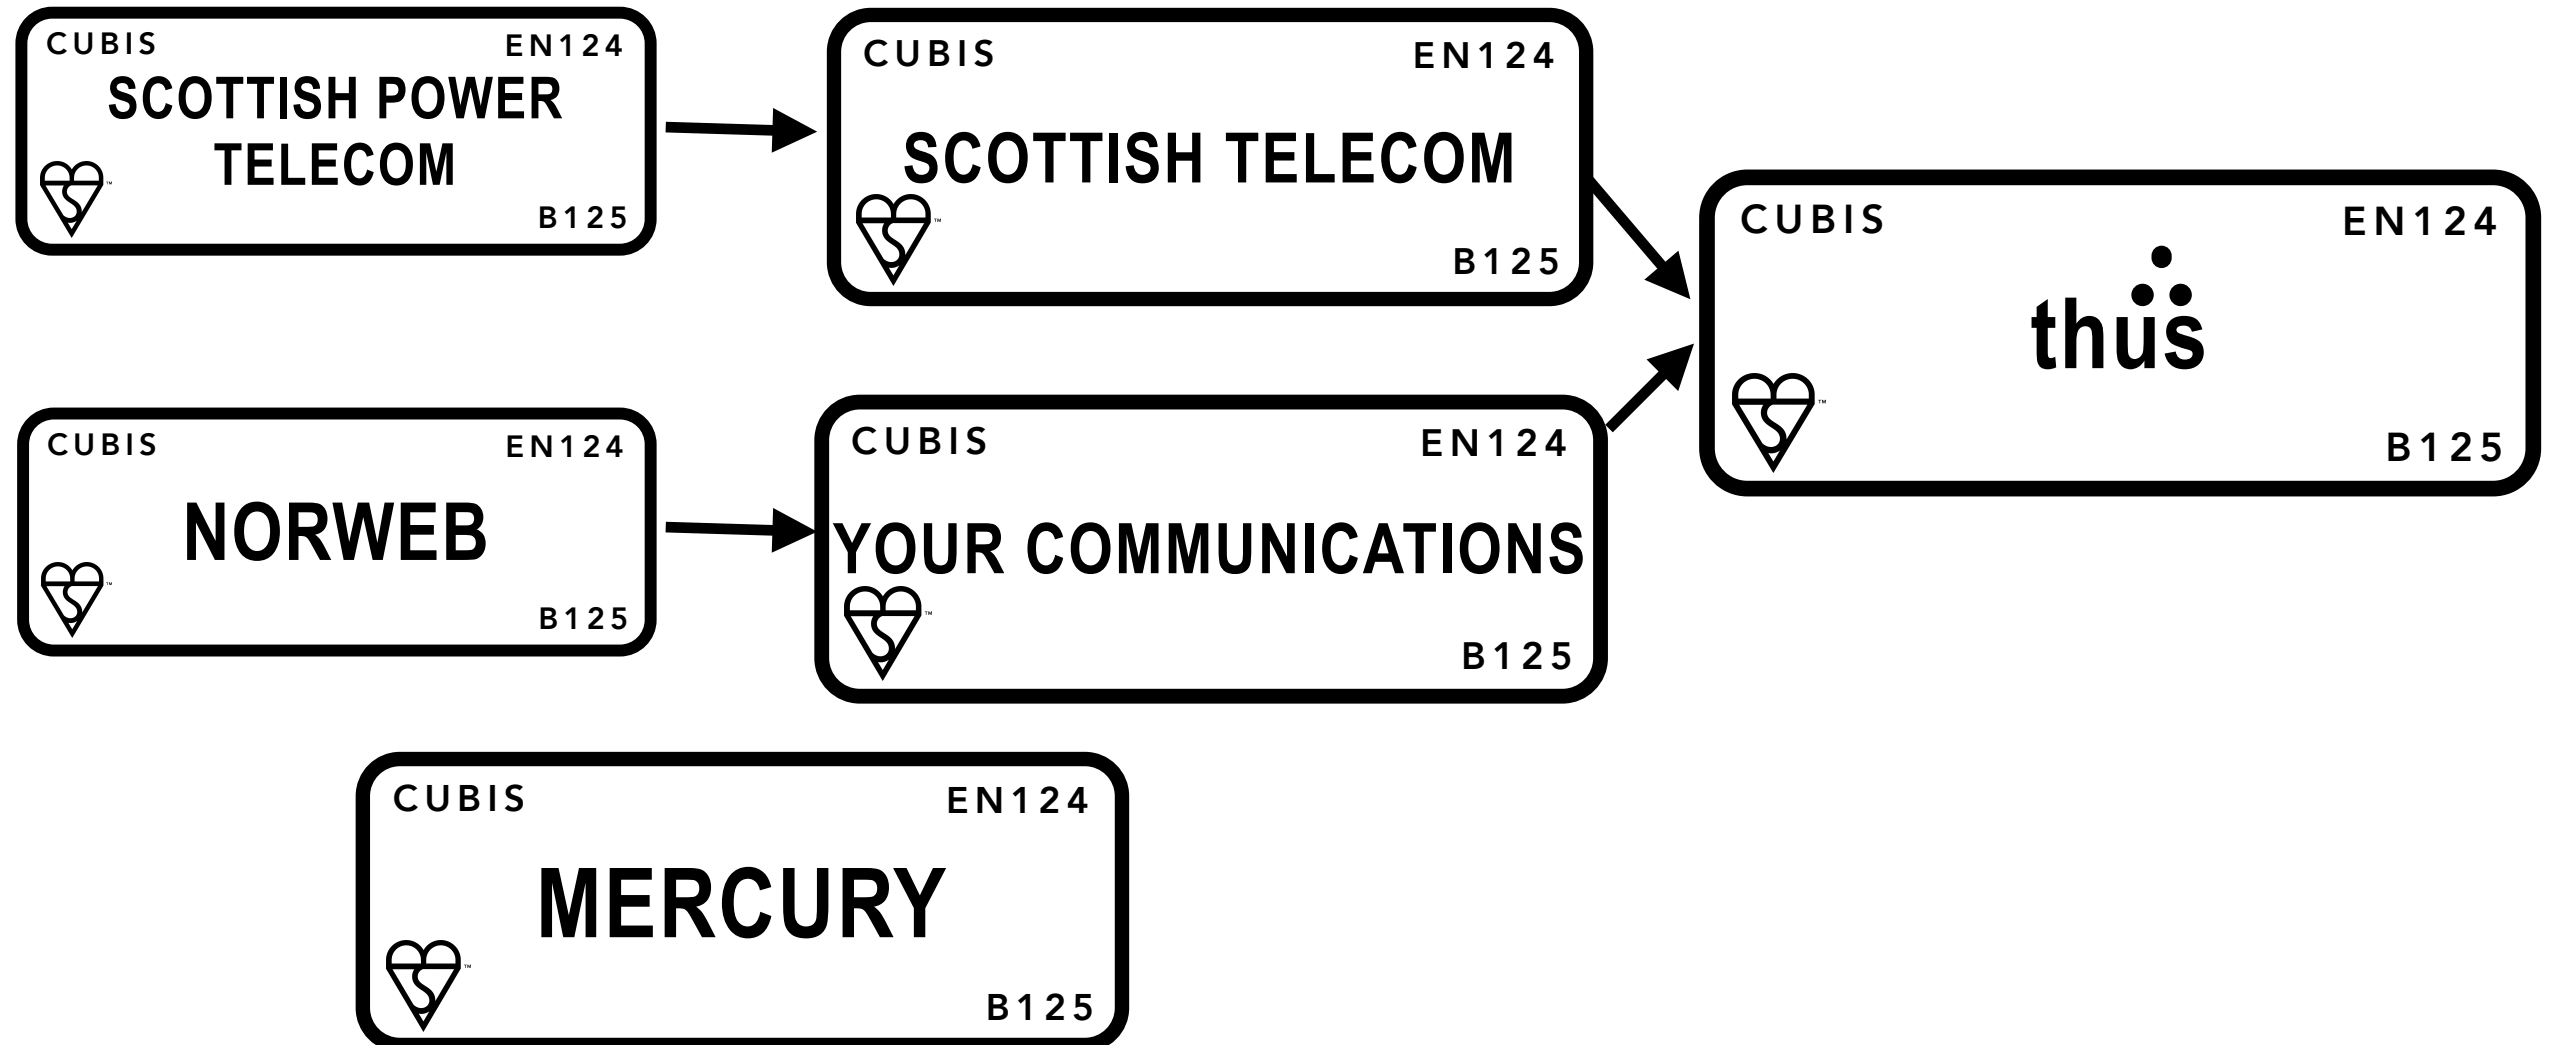 CUBIS EN124
SCOTTISH POWER
TELECOM
B125
CUBIS EN124
SCOTTISH TELECOM
B125
CUBIS EN124
thus
B125
CUBIS EN124
NORWEB
B125
CUBIS EN124
YOUR COMMUNICATIONS
B125
CUBIS EN124
MERCURY
B125